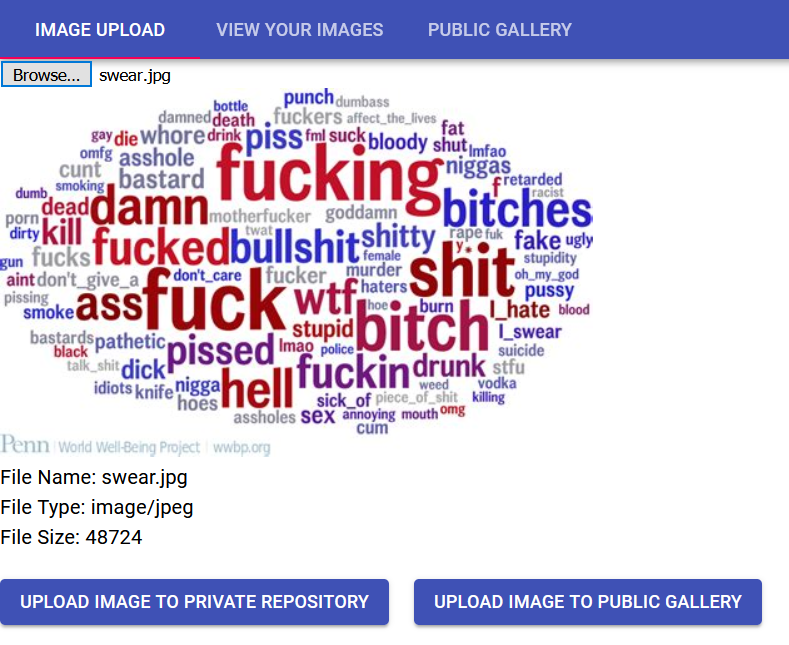 IMAGE UPLOAD VIEW YOUR IMAGES PUBLIC GALLERY
Browse... swear.jpg
bottle punch dumbass
damned death fuckers affect_the_lives
gay die whore drink piss fml suck bloody fat
shut lmfao
omfg asshole fucking niggas
cunt bastard f retarded
smoking racist
dumb damn bitches
dead motherfucker goddamn
porn twat rape fuk
dirty kill fucked bullshit shitty y* fake ugly
gun fucks female shit stupidity
aint don't_give_a don't_care fucker murder oh_my_god
haters pussy
pissing ass fuck wtf hoe burn I_hate blood
smoke stupid bitch I_swear
bastards pathetic
black pissed lmao police suicide
talk_shit dick fuckin drunk stfu
idiots knife nigga hell weed vodka
hoes sick_of piece_of_shit killing
assholes sex annoying mouth omg
cum
Penn | World Well-Being Project | wwbp.org
File Name: swear.jpg
File Type: image/jpeg
File Size: 48724
UPLOAD IMAGE TO PRIVATE REPOSITORY UPLOAD IMAGE TO PUBLIC GALLERY